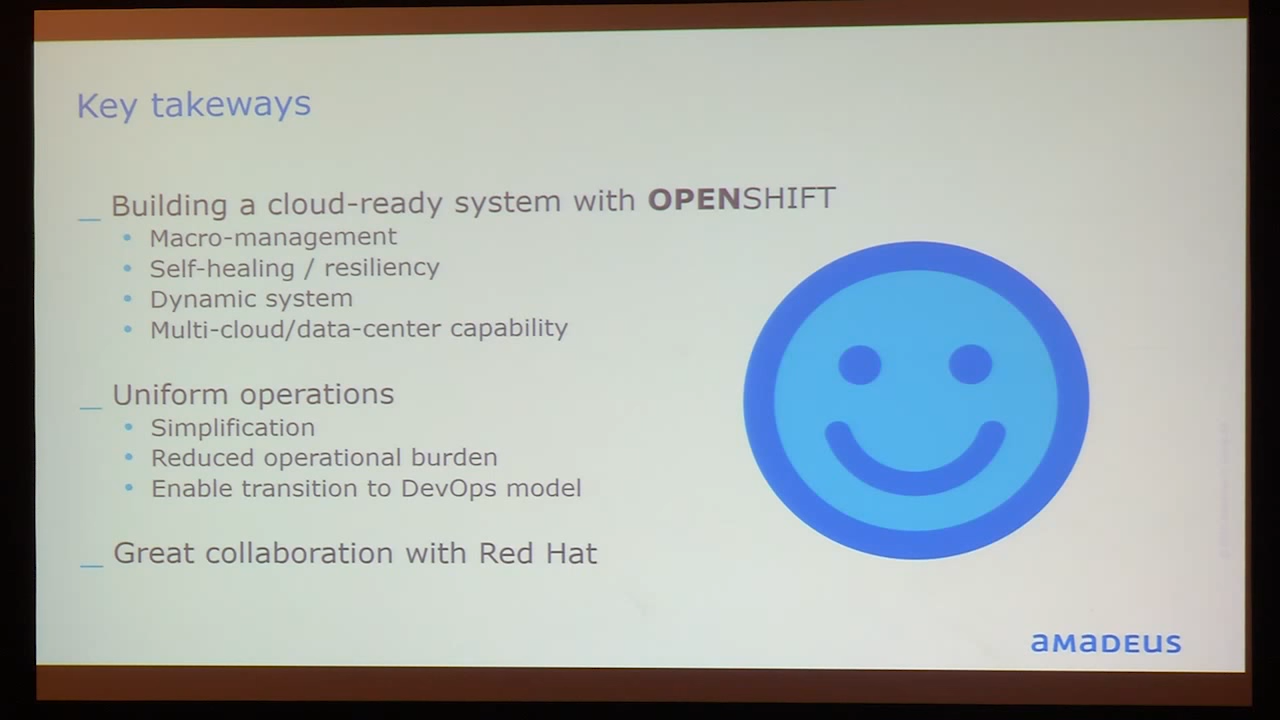 Key takeways
_ Building a cloud-ready system with OPENSHIFT
• Macro-management
• Self-healing / resiliency
• Dynamic system
• Multi-cloud/data-center capability
_ Uniform operations
• Simplification
• Reduced operational burden
• Enable transition to DevOps model
_ Great collaboration with Red Hat
amadeus